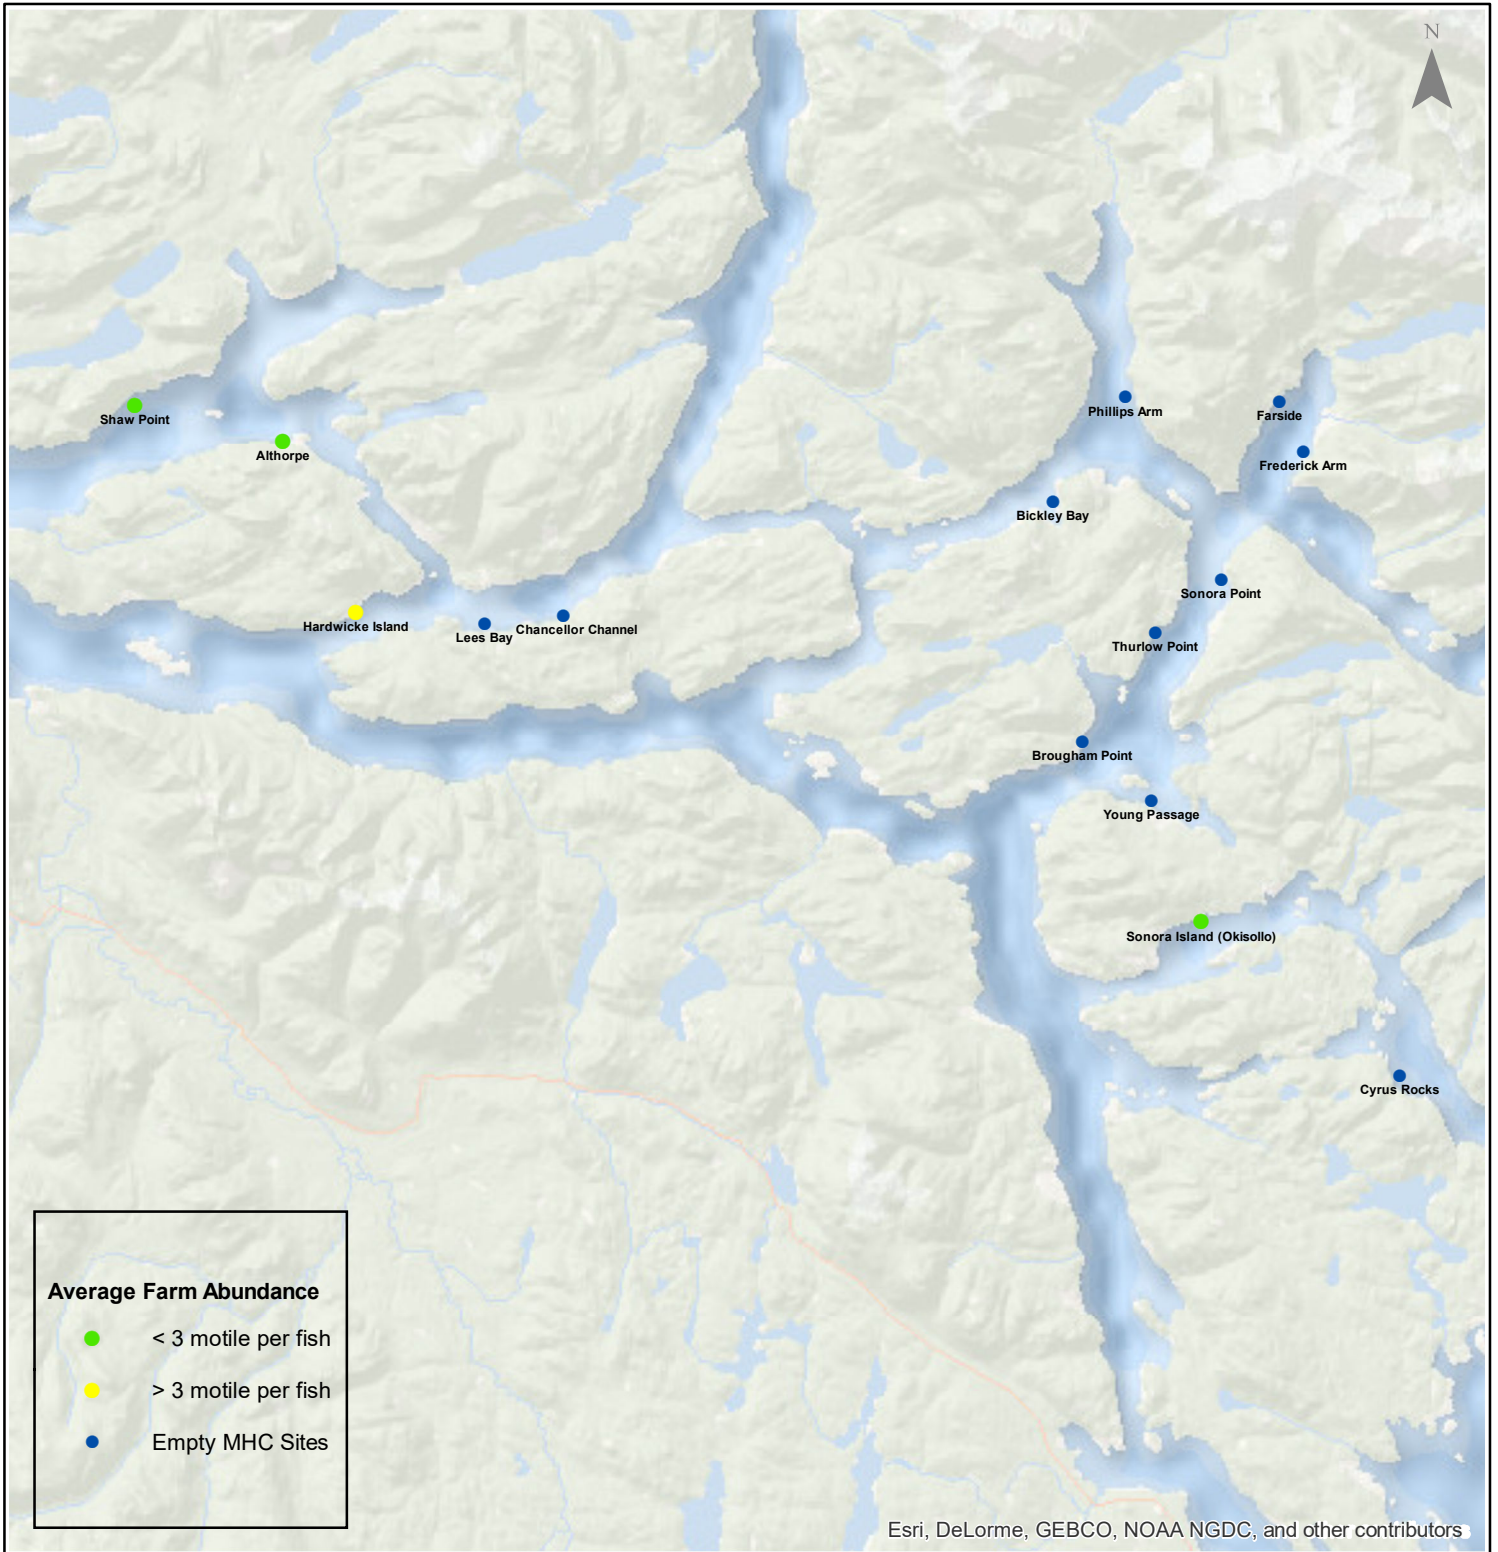 N
Shaw Point
Althorpe
Phillips Arm
Farside
Frederick Arm
Bickley Bay
Sonora Point
Hardwicke Island
Lees Bay
Chancellor Channel
Thurlow Point
Brougham Point
Young Passage
Sonora Island (Okisollo)
Cyrus Rocks
Average Farm Abundance
< 3 motile per fish
> 3 motile per fish
Empty MHC Sites
Esri, DeLorme, GEBCO, NOAA NGDC, and other contributors